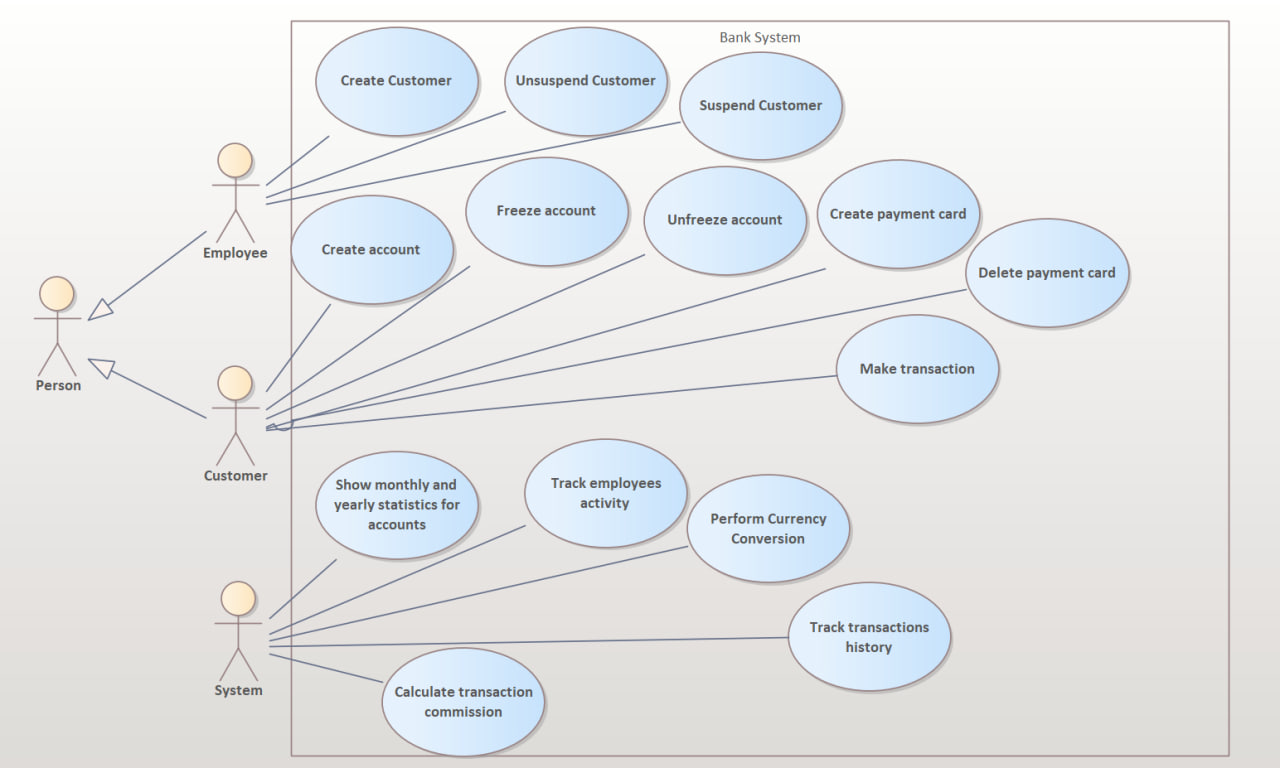 Bank System
Create Customer
Unsuspend Customer
Suspend Customer
Employee
Create account
Freeze account
Unfreeze account
Create payment card
Delete payment card
Person
Make transaction
Customer
Show monthly and
yearly statistics for
accounts
Track employees
activity
Perform Currency
Conversion
Track transactions
history
System
Calculate transaction
commission